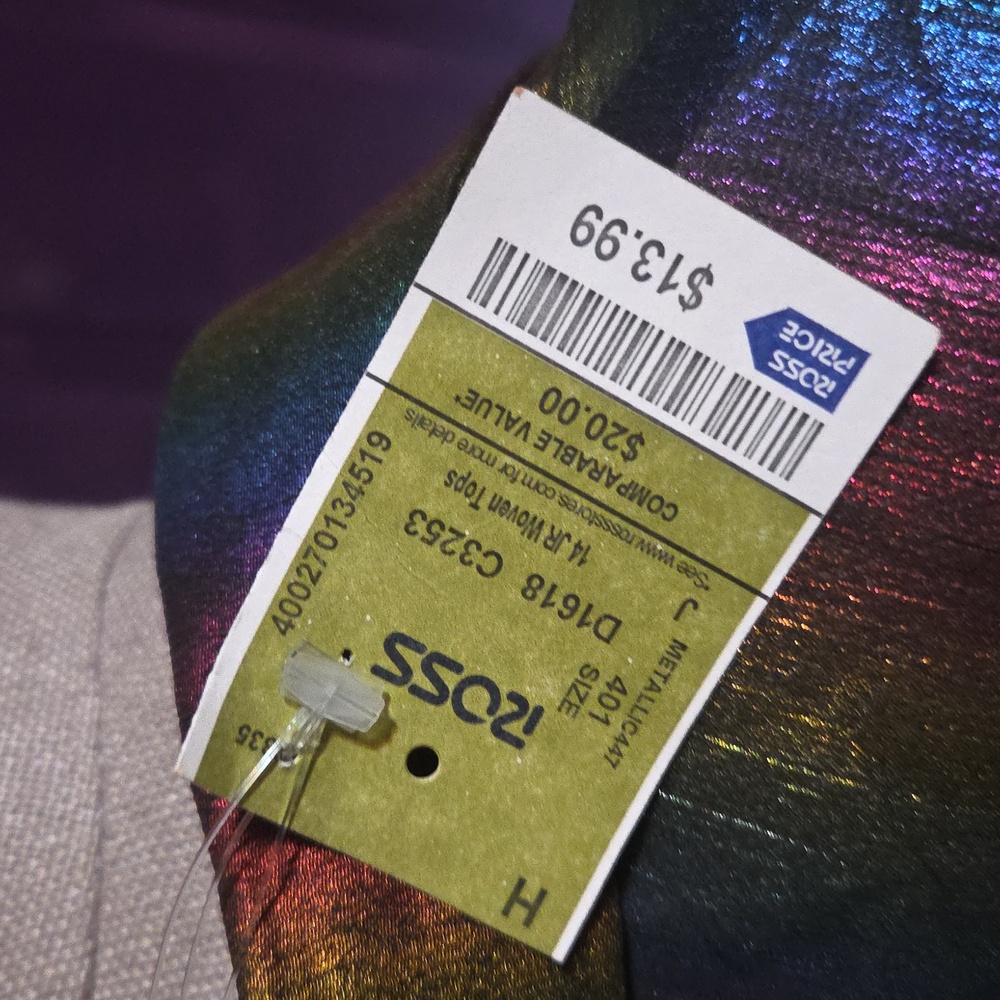 H
ROSS
METALLIC447
401
SIZE
J
D1618 C3253
14 JR Woven Tops
400270134519
See www.rossstores.com for more details
COMPARABLE VALUE*
$20.00
ROSS
PRICE
$13.99